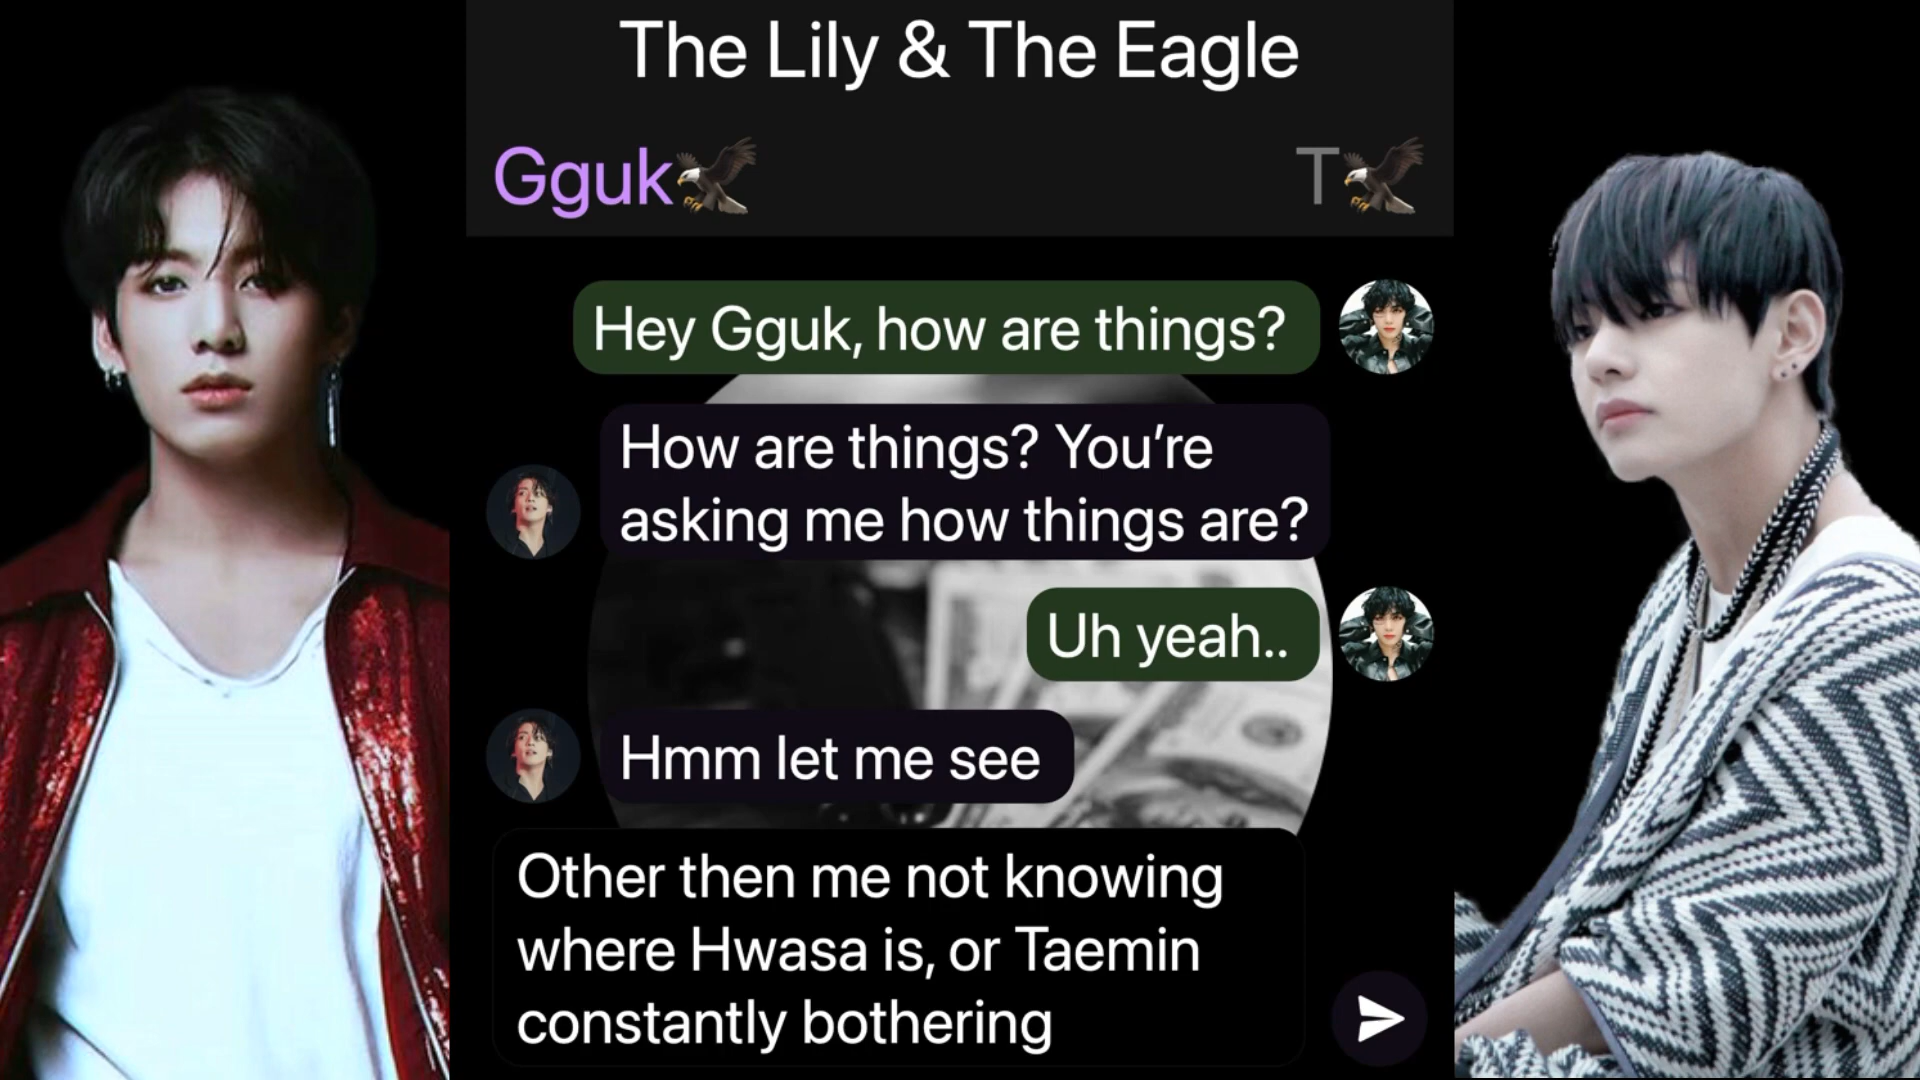 The Lily & The Eagle
Gguk🦅
T🦅
Hey Gguk, how are things?
How are things? You’re
asking me how things are?
Uh yeah..
Hmm let me see
Other then me not knowing
where Hwasa is, or Taemin
constantly bothering